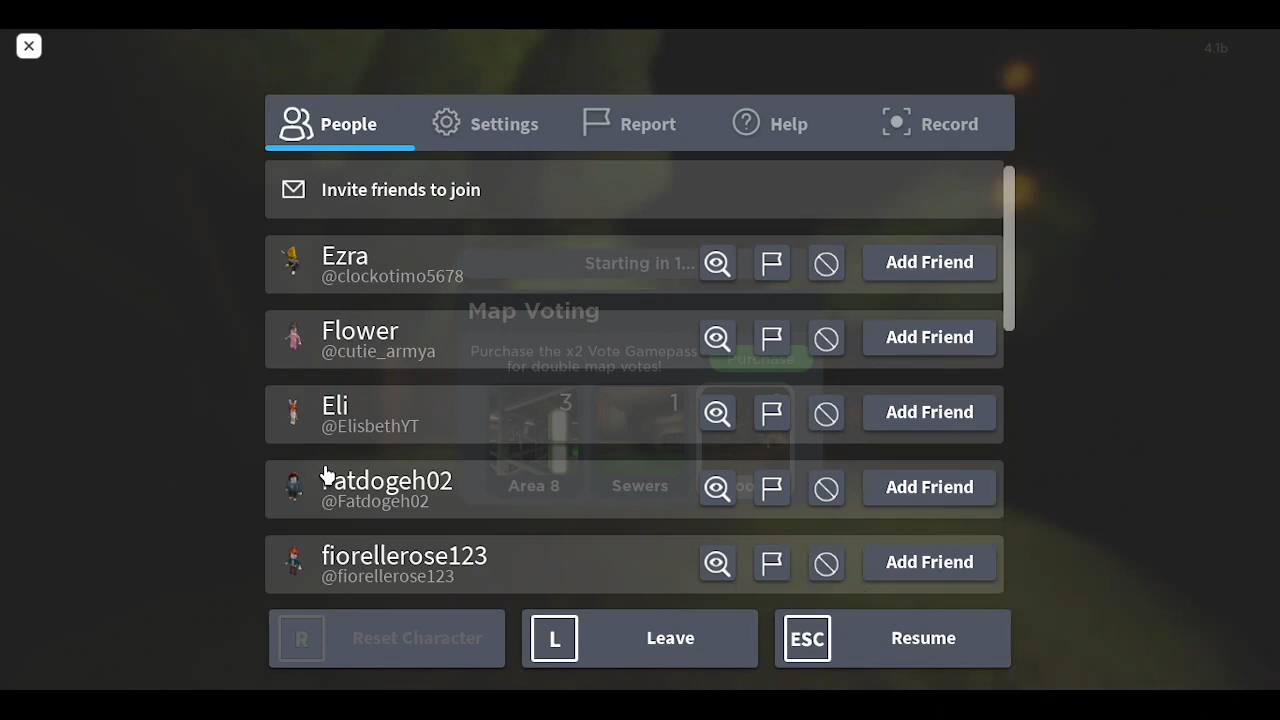 4.1b
People
Settings
Report
Help
Record
Invite friends to join
Ezra
@clockotimo5678
Add Friend
Starting in 1...
Flower
@cutie_armya
Add Friend
Map Voting
Purchase the x2 Vote Gamepass
for double map votes!
Purchase
Eli
@ElisbethYT
Add Friend
3
1
Fatdogeh02
@Fatdogeh02
Add Friend
Area 8
Sewers
fiorellerose123
@fiorellerose123
Add Friend
R Reset Character
L Leave
ESC Resume